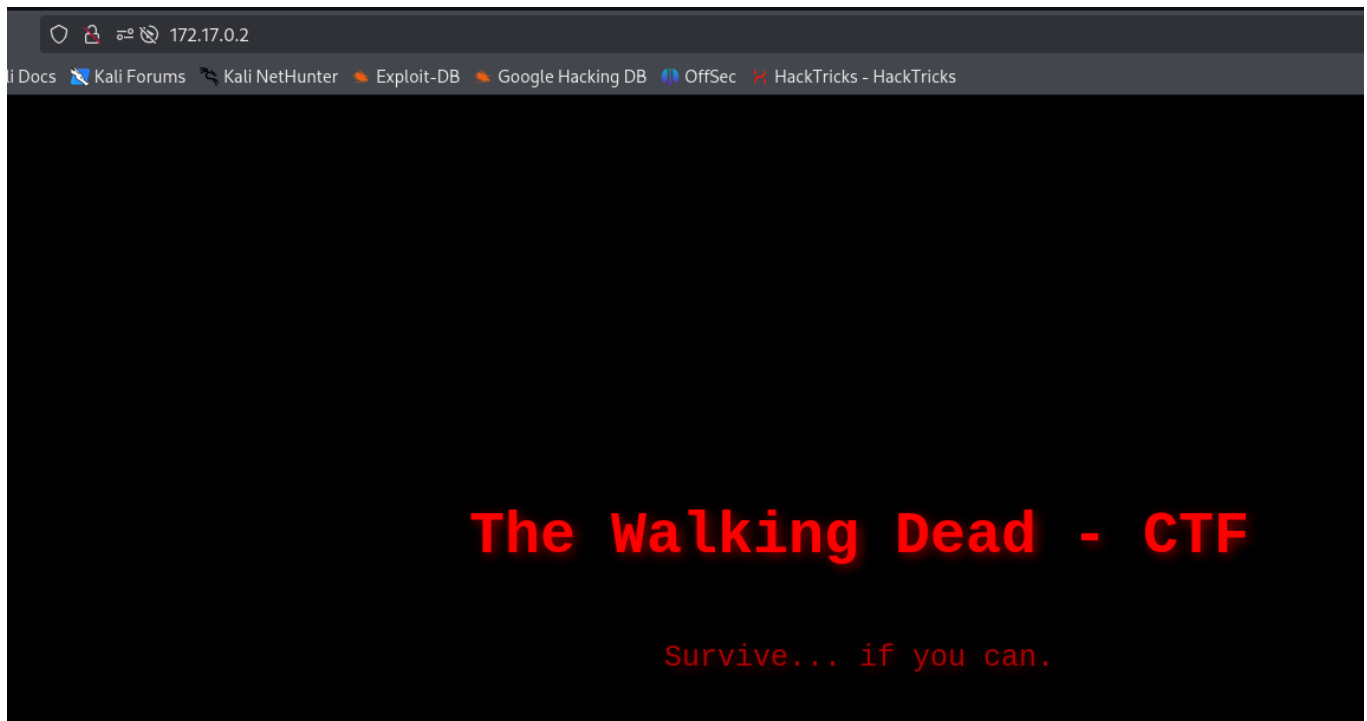 172.17.0.2
li Docs Kali Forums Kali NetHunter Exploit-DB Google Hacking DB OffSec HackTricks - HackTricks
The Walking Dead - CTF
Survive... if you can.